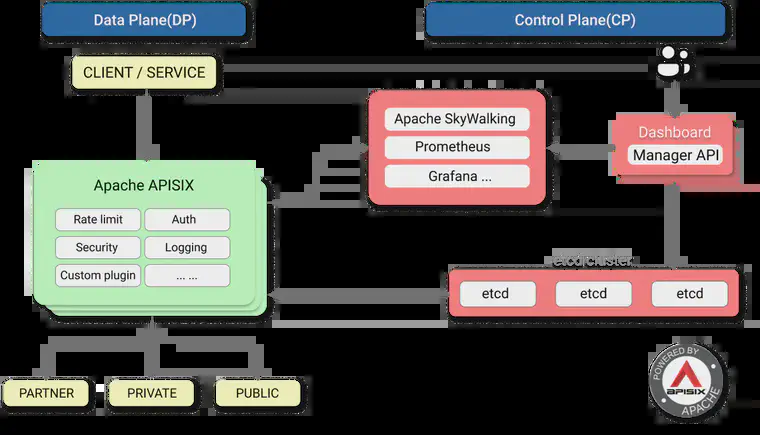 Data Plane(DP)
Control Plane(CP)
CLIENT / SERVICE
Apache SkyWalking
Prometheus
Grafana ...
Dashboard
Manager API
Apache APISIX
Rate limit
Auth
Security
Logging
Custom plugin
... ...
etcd cluster
etcd
etcd
etcd
PARTNER
PRIVATE
PUBLIC
POWERED BY
APISIX
APACHE